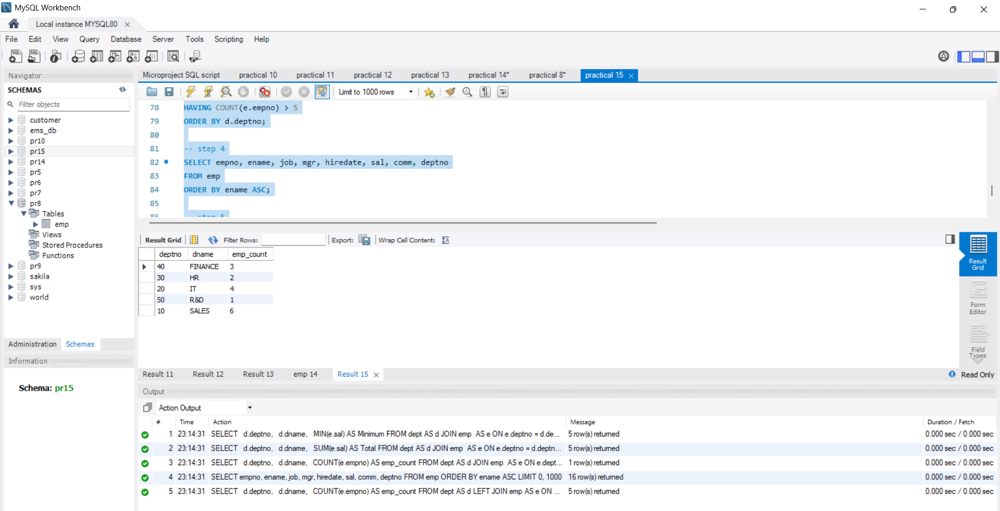 MySQL Workbench
Local instance MYSQL80
File Edit View Query Database Server Tools Scripting Help
Navigator
SCHEMAS
Filter objects
customer
ems_db
pr10
pr15
pr14
pr5
pr6
pr7
pr8
Tables
emp
Views
Stored Procedures
Functions
pr9
sakila
sys
world
Administration Schemas
Information
Schema: pr15
Microproject SQL script practical 10 practical 11 practical 12 practical 13 practical 14* practical 8* practical 15
Limit to 1000 rows
78 HAVING COUNT(e.empno) > 5
79 ORDER BY d.deptno;
80
81 -- step 4
82 SELECT empno, ename, job, mgr, hiredate, sal, comm, deptno
83 FROM emp
84 ORDER BY ename ASC;
85
86 -- step 5
Result Grid Filter Rows: Export: Wrap Cell Content:
deptno dname emp_count
40 FINANCE 3
30 HR 2
20 IT 4
50 R&D 1
10 SALES 6
Result Grid
Form Editor
Field Types
Result 11 Result 12 Result 13 emp 14 Result 15
Read Only
Output
Action Output
# Time Action Message Duration / Fetch
1 23:14:31 SELECT d.deptno, d.dname, MIN(e.sal) AS Minimum FROM dept AS d JOIN emp AS e ON e.deptno = d.de... 5 row(s) returned 0.000 sec / 0.000 sec
2 23:14:31 SELECT d.deptno, d.dname, SUM(e.sal) AS Total FROM dept AS d JOIN emp AS e ON e.deptno = d.deptn... 5 row(s) returned 0.000 sec / 0.000 sec
3 23:14:31 SELECT d.deptno, d.dname, COUNT(e.empno) AS emp_count FROM dept AS d JOIN emp AS e ON e.dept... 1 row(s) returned 0.000 sec / 0.000 sec
4 23:14:31 SELECT empno, ename, job, mgr, hiredate, sal, comm, deptno FROM emp ORDER BY ename ASC LIMIT 0, 1000 16 row(s) returned 0.000 sec / 0.000 sec
5 23:14:31 SELECT d.deptno, d.dname, COUNT(e.empno) AS emp_count FROM dept AS d LEFT JOIN emp AS e ON ... 5 row(s) returned 0.000 sec / 0.000 sec